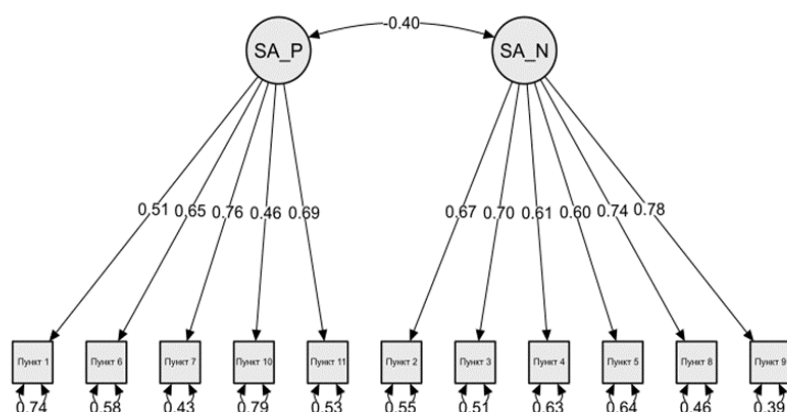 -0.40
SA_P SA_N
0.51 0.65 0.76 0.46 0.69 0.67 0.70 0.61 0.60 0.74 0.78
Пункт 1 Пункт 6 Пункт 7 Пункт 10 Пункт 11 Пункт 2 Пункт 3 Пункт 4 Пункт 5 Пункт 8 Пункт 9
0.74 0.58 0.43 0.79 0.53 0.55 0.51 0.63 0.64 0.46 0.39